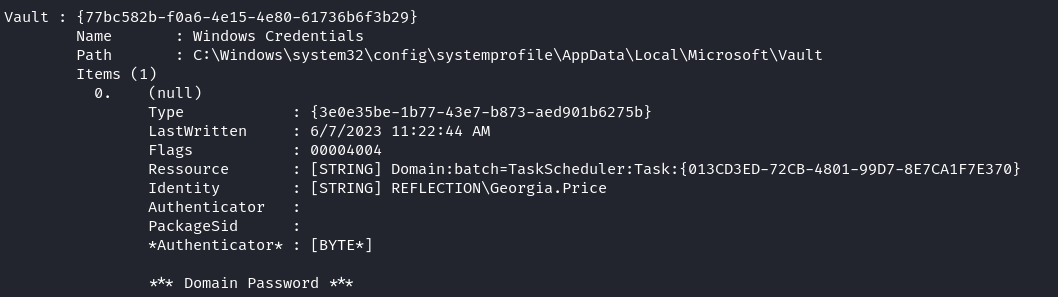 Vault : {77bc582b-f0a6-4e15-4e80-61736b6f3b29}
Name : Windows Credentials
Path : C:\Windows\system32\config\systemprofile\AppData\Local\Microsoft\Vault
Items (1)
0. (null)
Type : {3e0e35be-1b77-43e7-b873-aed901b6275b}
LastWritten : 6/7/2023 11:22:44 AM
Flags : 00004004
Ressource : [STRING] Domain:batch=TaskScheduler:Task:{013CD3ED-72CB-4801-99D7-8E7CA1F7E370}
Identity : [STRING] REFLECTION\Georgia.Price
Authenticator :
PackageSid :
*Authenticator* : [BYTE*]
*** Domain Password ***